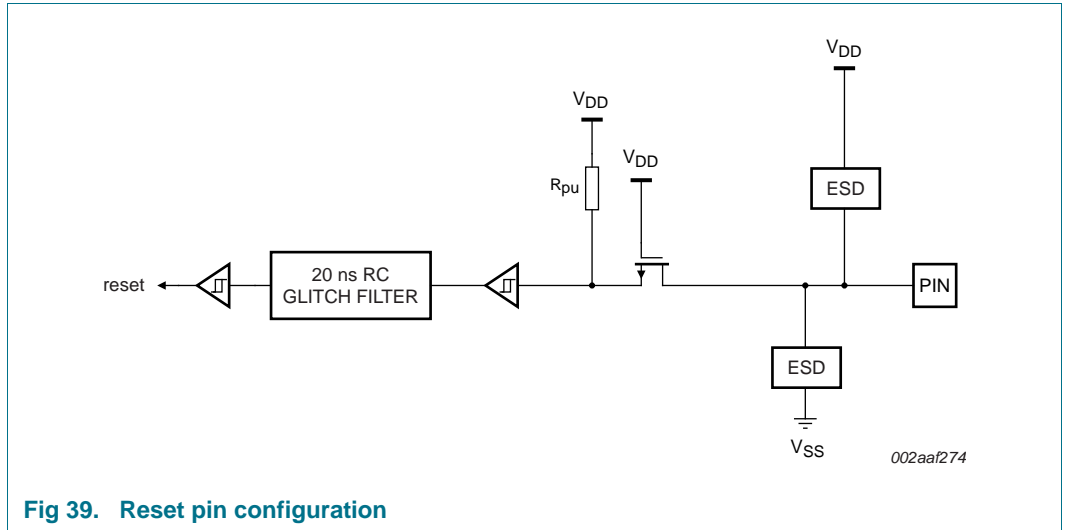 VDD
VDD
VDD
Rpu
ESD
reset
20 ns RC
GLITCH FILTER
PIN
ESD
VSS
002aaf274
Fig 39. Reset pin configuration